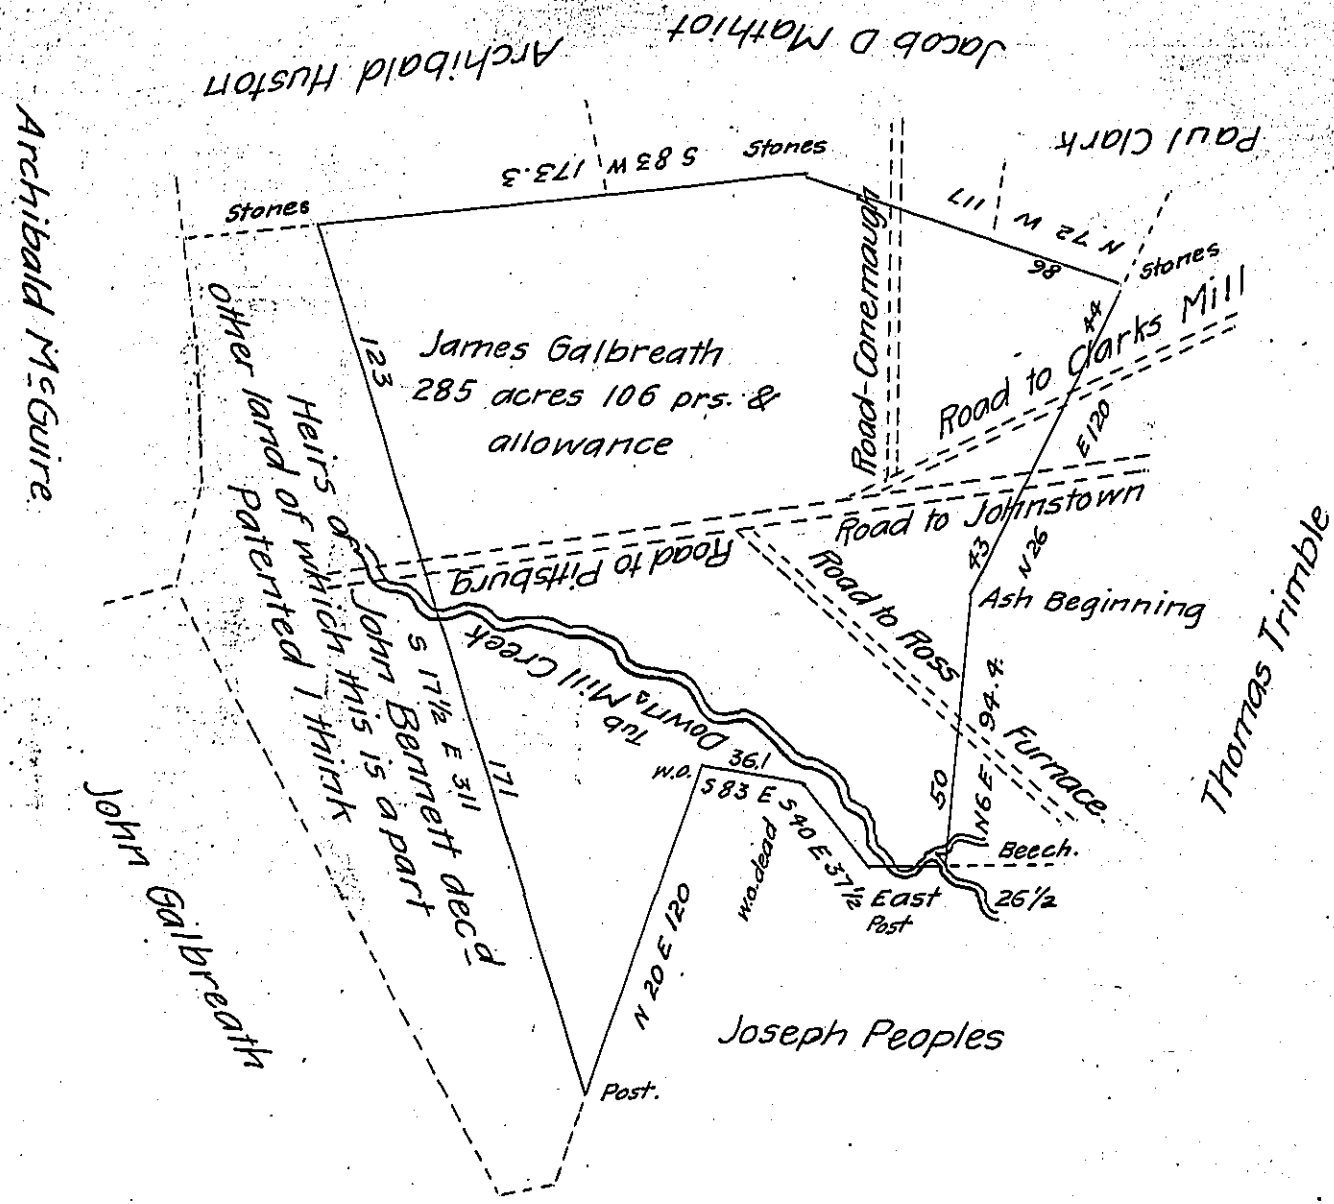 Jacob D Mathiot
Archibald Huston
Paul Clark
Archibald McGuire
Stones
S 83 W 173.3
Stones
N 72 W 117
86
Stones
44
Road-Conemaugh
Road to Clarks Mill
James Galbreath
285 acres 106 prs. &
allowance
123
E 120
N 26
43
Road to Johnstown
Road to Pittsburg
Road to Ross
Furnace
Ash Beginning
Thomas Trimble
Heirs of John Bennett decd
other land of which this is a part
Patented I think
S 17½ E 311
171
Tub
Downs Mill Creek
W.O.
36.1
S 83 E
S 40 E 37½
W.O. dead
94.4
50
N 6 E
Beech.
East
26½
Post
N 20 E 120
John Galbreath
Joseph Peoples
Post.